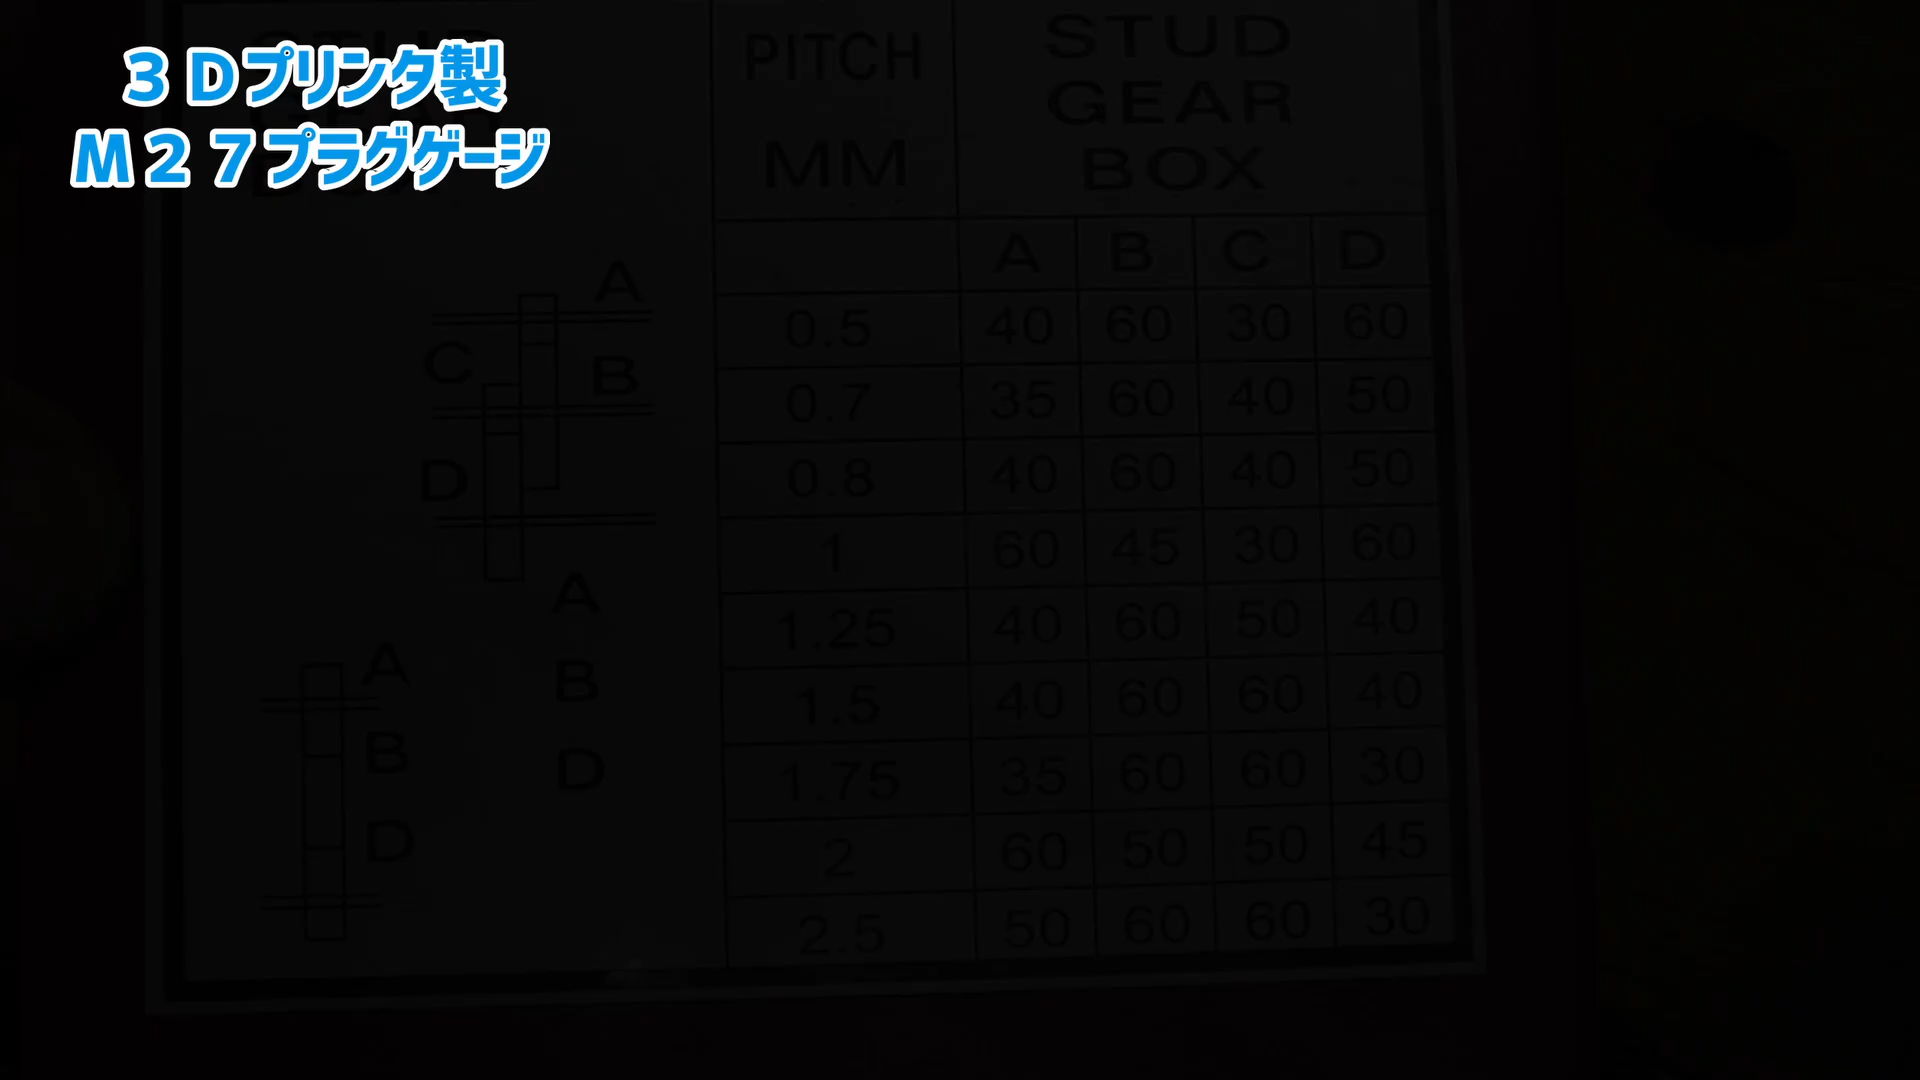 ３Ｄプリンタ製
Ｍ２７プラグゲージ
STUD
GEAR
PITCH
MM
STUD
GEAR
BOX
A B C D
0.5 40 60 30 60
0.7 35 60 40 50
0.8 40 60 40 50
1 60 45 30 60
1.25 40 60 50 40
1.5 40 60 60 40
1.75 35 60 60 30
2 60 50 50 45
2.5 50 60 60 30
A
C
B
D
A
B
D
A
B
D